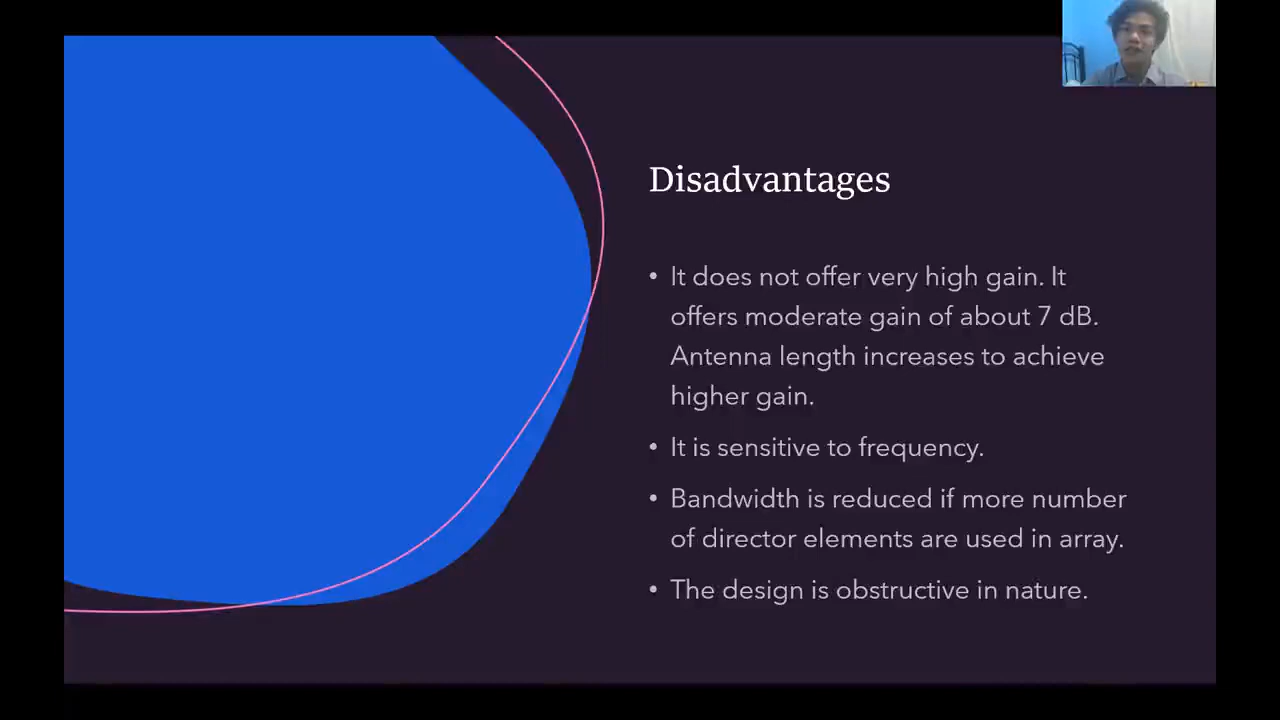 Disadvantages
• It does not offer very high gain. It
offers moderate gain of about 7 dB.
Antenna length increases to achieve
higher gain.
• It is sensitive to frequency.
• Bandwidth is reduced if more number
of director elements are used in array.
• The design is obstructive in nature.